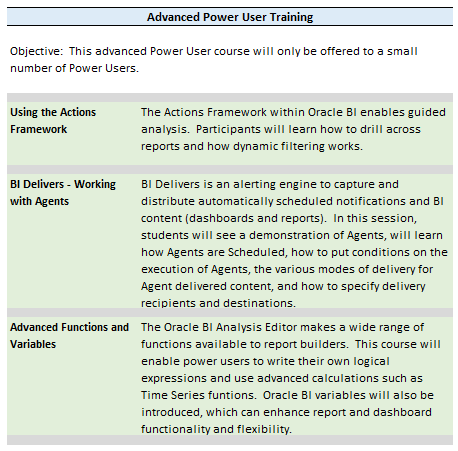 Advanced Power User Training
Objective:  This advanced Power User course will only be offered to a small
number of Power Users.
Using the Actions
Framework
The Actions Framework within Oracle BI enables guided
analysis.  Participants will learn how to drill across
reports and how dynamic filtering works.
BI Delivers - Working
with Agents
BI Delivers is an alerting engine to capture and
distribute automatically scheduled notifications and BI
content (dashboards and reports).  In this session,
students will see a demonstration of Agents, will learn
how Agents are Scheduled, how to put conditions on the
execution of Agents, the various modes of delivery for
Agent delivered content, and how to specify delivery
recipients and destinations.
Advanced Functions and
Variables
The Oracle BI Analysis Editor makes a wide range of
functions available to report builders.  This course will
enable power users to write their own logical
expressions and use advanced calculations such as
Time Series funtions.  Oracle BI variables will also be
introduced, which can enhance report and dashboard
functionality and flexibility.